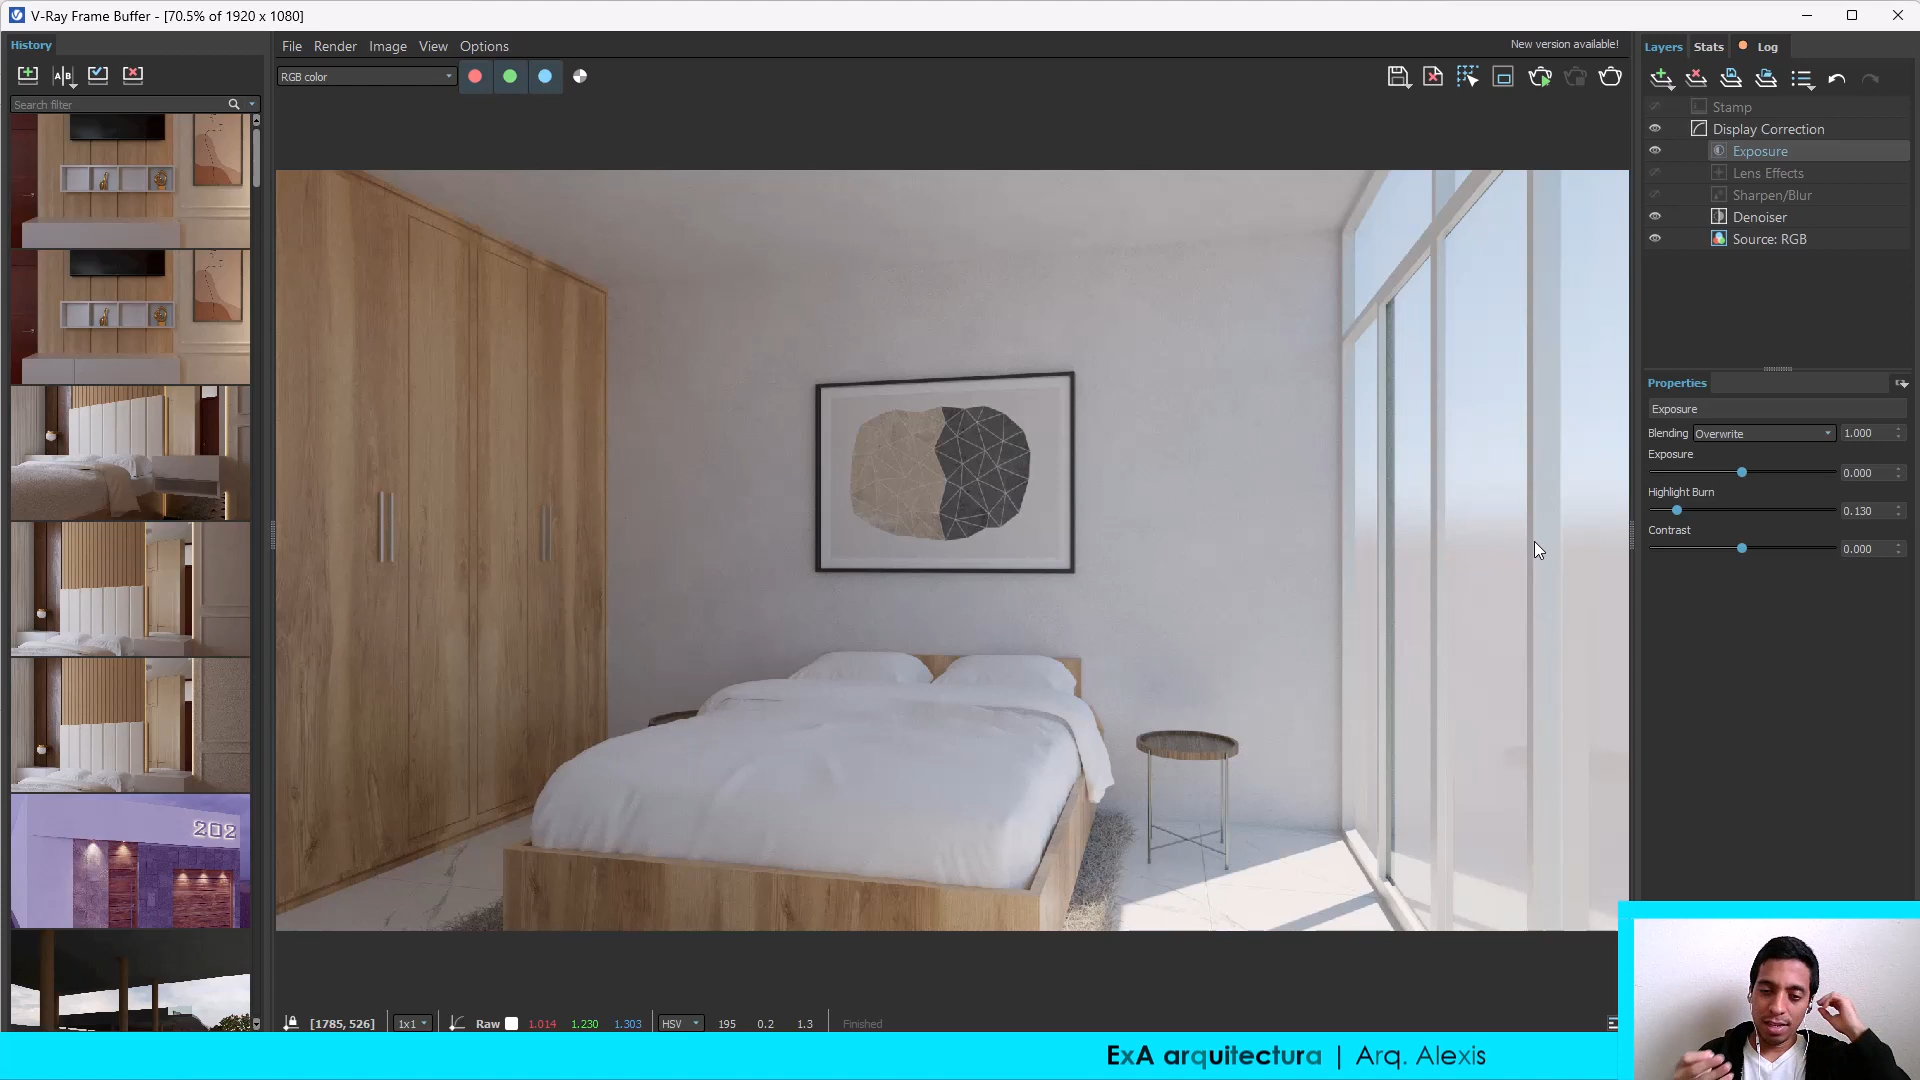 V-Ray Frame Buffer - [70.5% of 1920 x 1080]
History
File Render Image View Options
New version available!
Layers Stats Log
A B
RGB color
Search filter
Stamp
Display Correction
Exposure
Lens Effects
Sharpen/Blur
Denoiser
Source: RGB
Properties
Exposure
Blending Overwrite 1.000
Exposure
0.000
Highlight Burn
0.130
Contrast
0.000
202
[1785, 526] 1x1 Raw 1.014 1.230 1.303 HSV 195 0.2 1.3 Finished
ExA arquitectura | Arq. Alexis